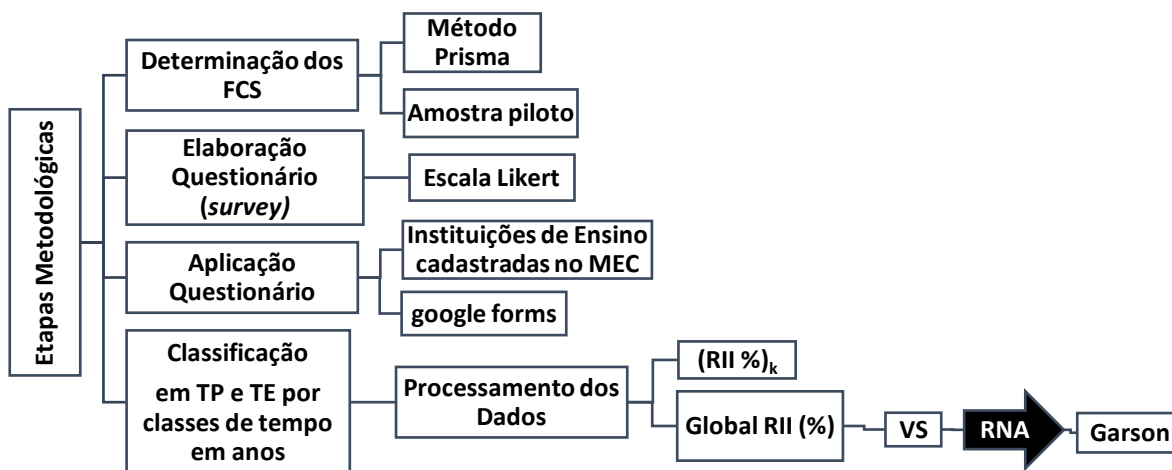 Etapas Metodológicas
Determinação dos
FCS
Método
Prisma
Amostra piloto
Elaboração
Questionário
(survey)
Escala Likert
Aplicação
Questionário
Instituições de Ensino
cadastradas no MEC
google forms
Classificação
em TP e TE por
classes de tempo
em anos
Processamento dos
Dados
(RII %)k
Global RII (%)
VS
RNA
Garson